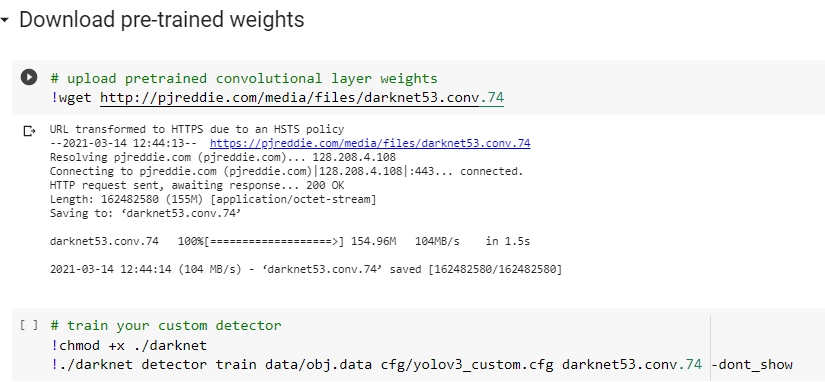 Download pre-trained weights
# upload pretrained convolutional layer weights
!wget http://pjreddie.com/media/files/darknet53.conv.74
URL transformed to HTTPS due to an HSTS policy
--2021-03-14 12:44:13--  https://pjreddie.com/media/files/darknet53.conv.74
Resolving pjreddie.com (pjreddie.com)... 128.208.4.108
Connecting to pjreddie.com (pjreddie.com)|128.208.4.108|:443... connected.
HTTP request sent, awaiting response... 200 OK
Length: 162482580 (155M) [application/octet-stream]
Saving to: ‘darknet53.conv.74’
darknet53.conv.74   100%[===================>] 154.96M   104MB/s    in 1.5s
2021-03-14 12:44:14 (104 MB/s) - ‘darknet53.conv.74’ saved [162482580/162482580]
[ ] # train your custom detector
!chmod +x ./darknet
!./darknet detector train data/obj.data cfg/yolov3_custom.cfg darknet53.conv.74 -dont_show